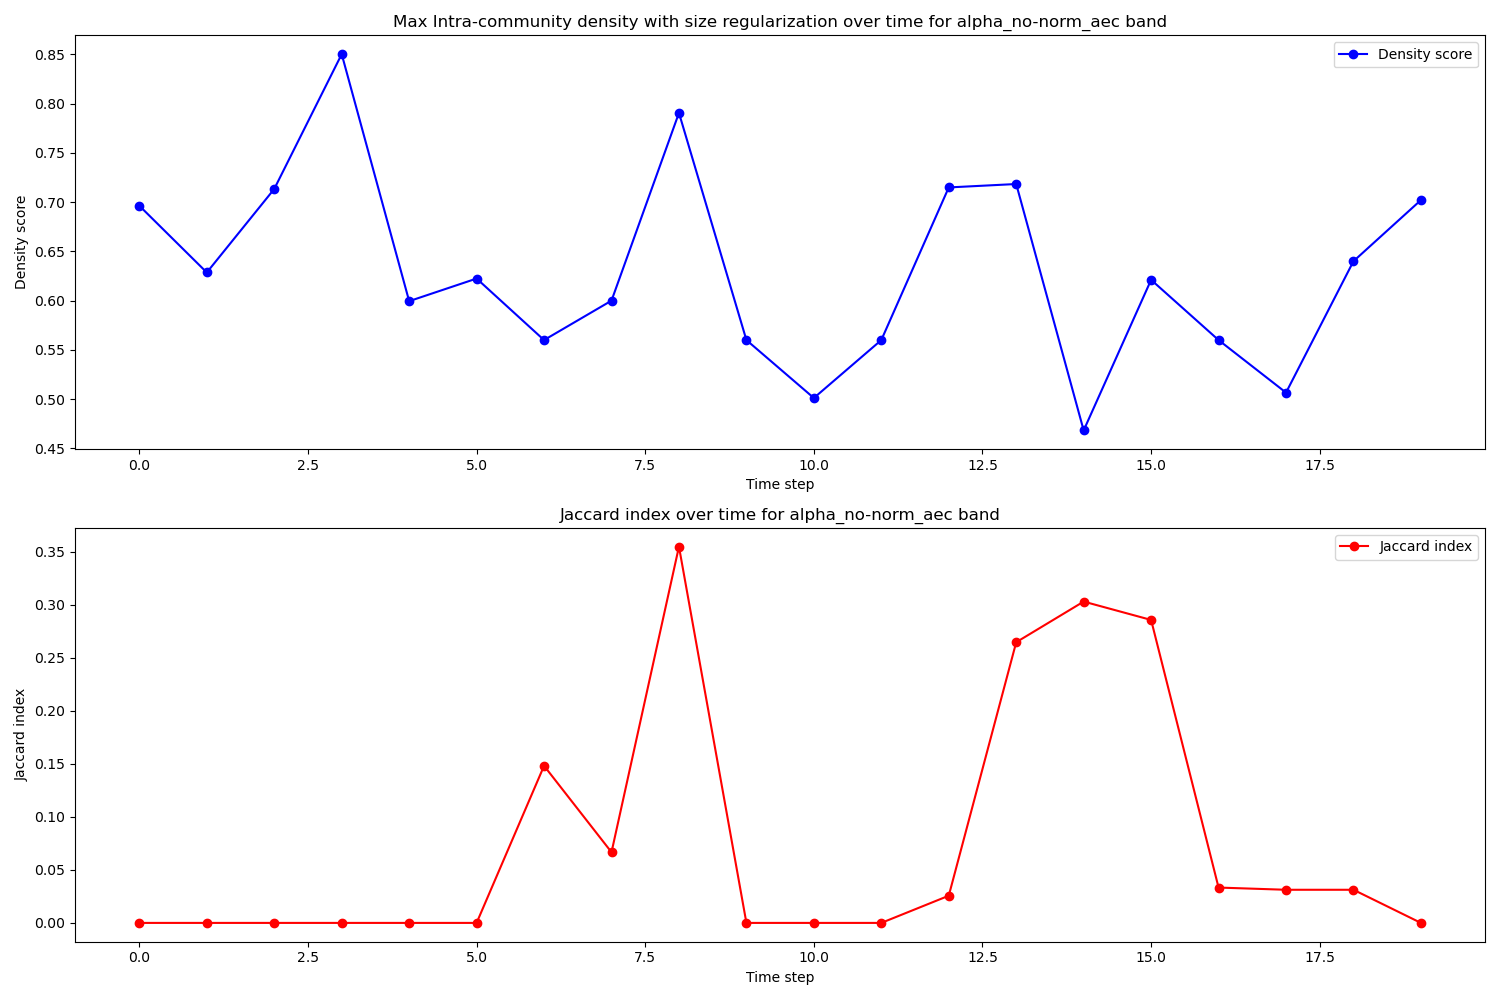 Max Intra-community density with size regularization over time for alpha_no-norm_aec band
Density score
0.85
0.80
0.75
0.70
0.65
0.60
0.55
0.50
0.45
Density score
0.0 2.5 5.0 7.5 10.0 12.5 15.0 17.5
Time step
Jaccard index over time for alpha_no-norm_aec band
Jaccard index
0.35
0.30
0.25
0.20
0.15
0.10
0.05
0.00
Jaccard index
0.0 2.5 5.0 7.5 10.0 12.5 15.0 17.5
Time step